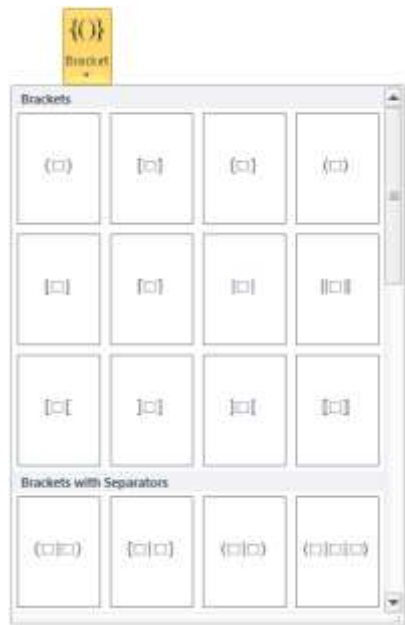 {()}
Bracket
Brackets
(□) [□] {□} ⟨□⟩
⌊□⌋ ⌈□⌉ |□| ‖□‖
[□[ ]□] ]□[ ⟦□⟧
Brackets with Separators
(□|□) {□|□} ⟨□|□⟩ ⟨□|□|□⟩